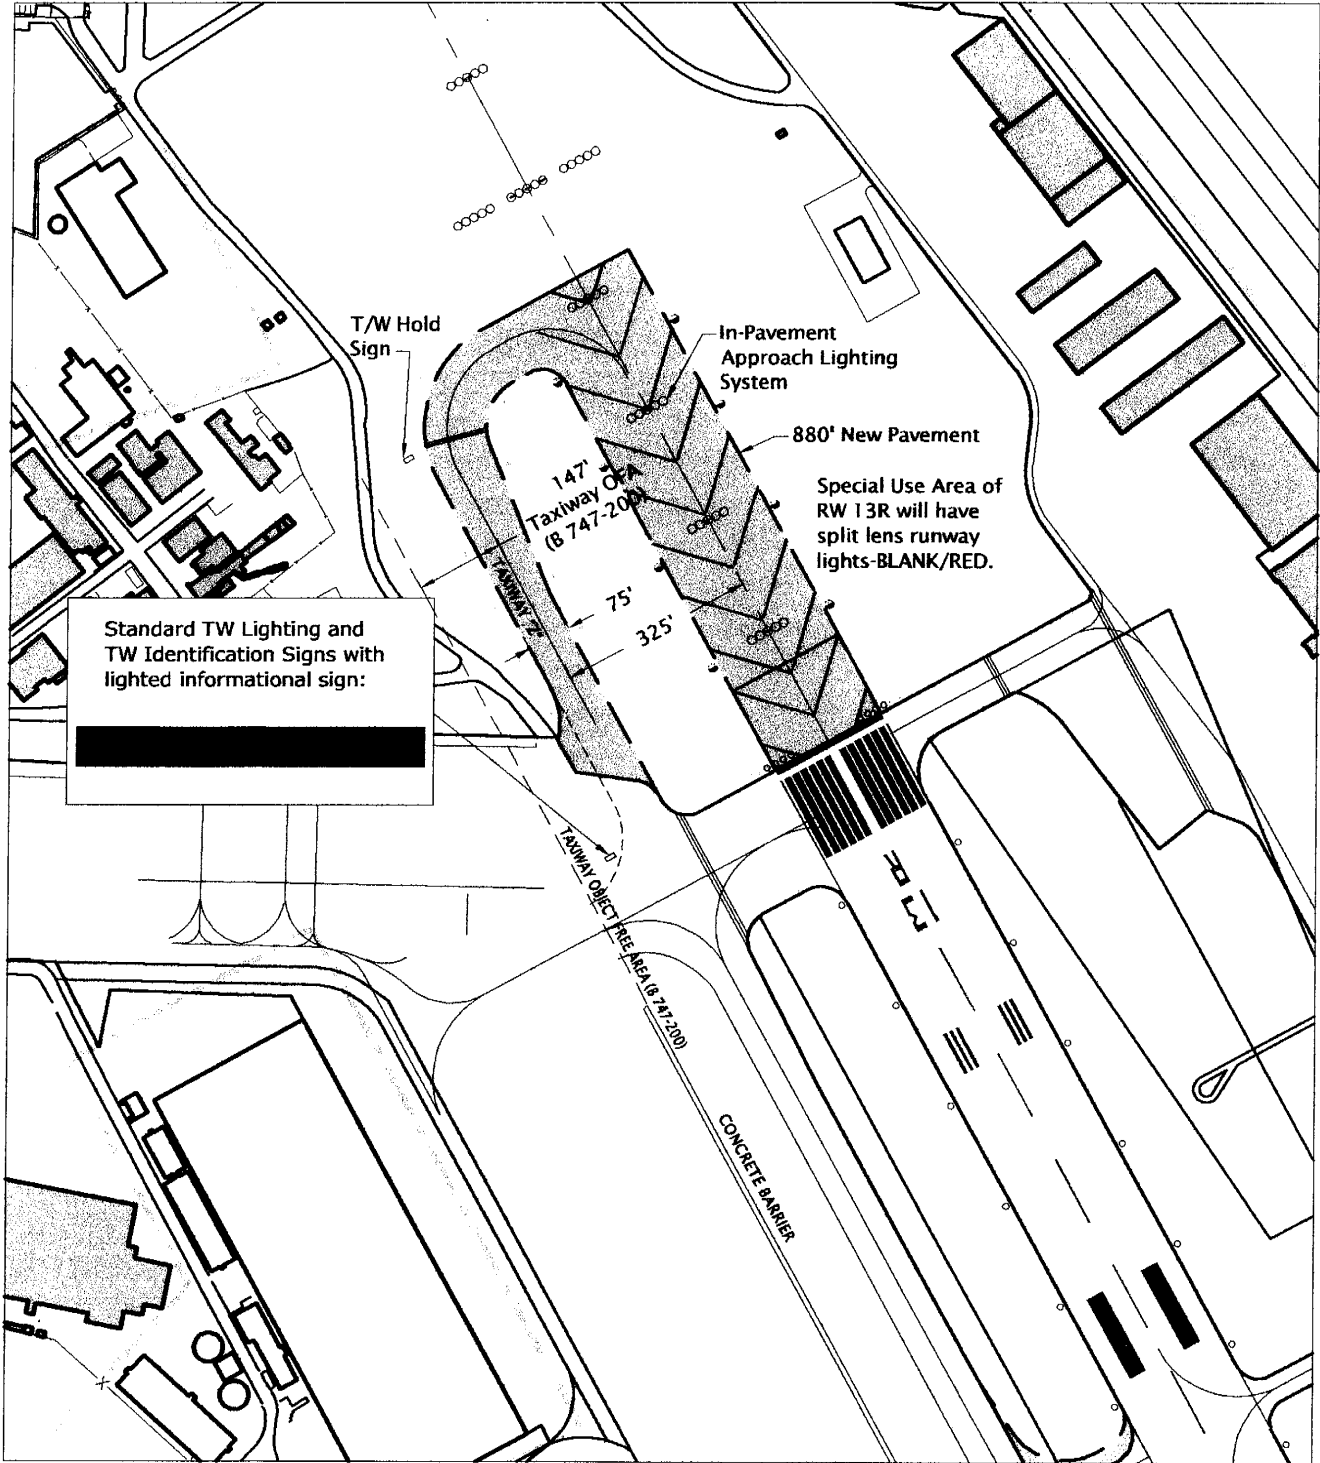 T/W Hold
Sign
In-Pavement
Approach Lighting
System
880' New Pavement
147'
Taxiway OFA
(B 747-200)
Special Use Area of
RW 13R will have
split lens runway
lights-BLANK/RED.
TAXIWAY "Z"
75'
325'
Standard TW Lighting and
TW Identification Signs with
lighted informational sign:
TAXIWAY OBJECT FREE AREA (B 747-200)
13
R
CONCRETE BARRIER